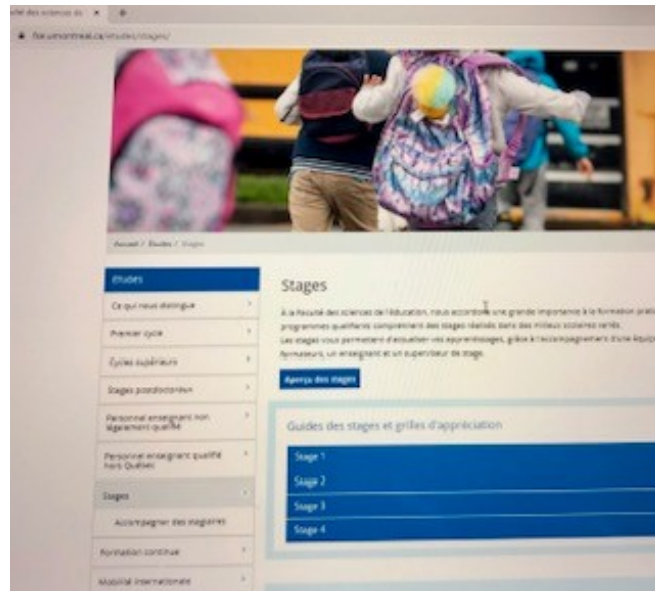 fse.umontreal.ca/etudes/stages/
Accueil / Études / Stages
études
Ce qui nous distingue
Premier cycle
Cycles supérieurs
Stages postdoctoraux
Personnel enseignant non
légalement qualifié
Personnel enseignant qualifié
hors Québec
Stages
Accompagner des stagiaires
Formation continue
Mobilité internationale
Stages
À la Faculté des sciences de l'éducation, nous accordons une grande importance à la formation
programmes qualifiants comprennent des stages réalisés dans des milieux scolaires variés.
Les stages vous permettent d'actualiser vos apprentissages, grâce à l'accompagnement d'une
formateurs, un enseignant et un superviseur de stage.
Aperçu des stages
Guides des stages et grilles d'appréciation
Stage 1
Stage 2
Stage 3
Stage 4